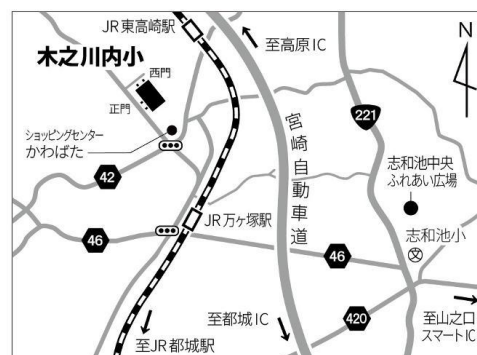 JR東高崎駅
至高原IC
N
木之川内小
西門
正門
221
ショッピングセンター
かわばた
宮崎自動車道
志和池中央
ふれあい広場
42
JR万ヶ塚駅
志和池小
文
46
46
至都城IC
420
至山之口
スマートIC
至JR都城駅